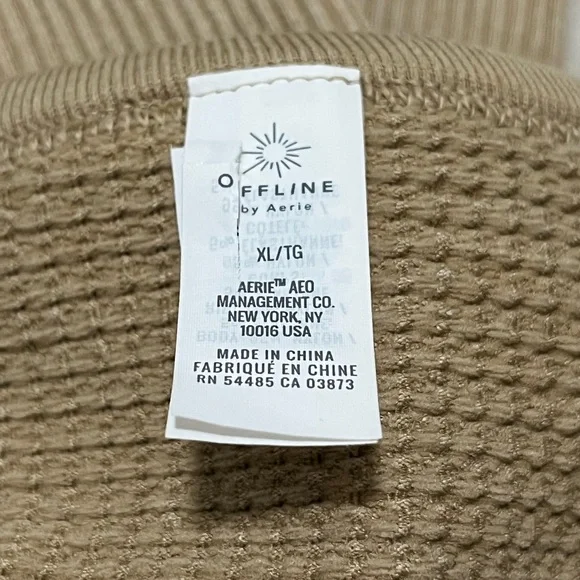 OFFLINE
by Aerie
XL/TG
AERIE™ AEO
MANAGEMENT CO.
NEW YORK, NY
10016 USA
MADE IN CHINA
FABRIQUÉ EN CHINE
RN 54485 CA 03873